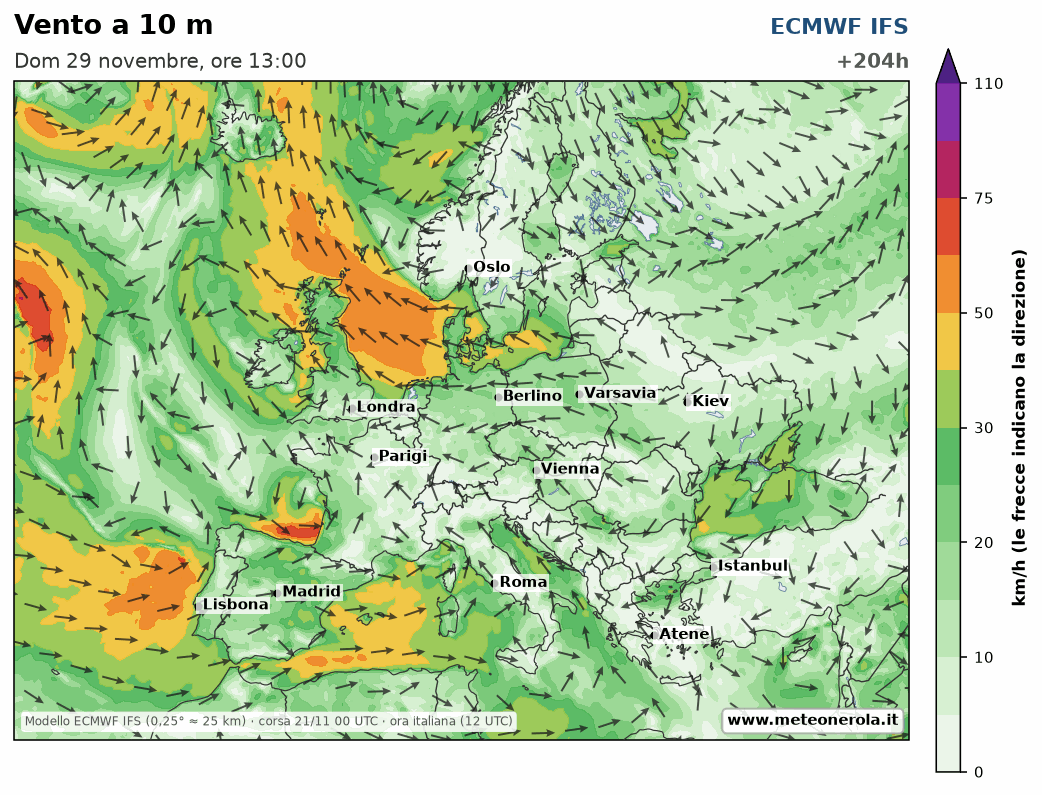 Vento a 10 m
ECMWF IFS
Dom 29 novembre, ore 13:00
+204h
110
75
50
30
20
10
0
km/h (le frecce indicano la direzione)
Oslo
Londra
Berlino
Varsavia
Kiev
Parigi
Vienna
Istanbul
Roma
Madrid
Lisbona
Atene
Modello ECMWF IFS (0,25° ≈ 25 km) · corsa 21/11 00 UTC · ora italiana (12 UTC)
www.meteonerola.it